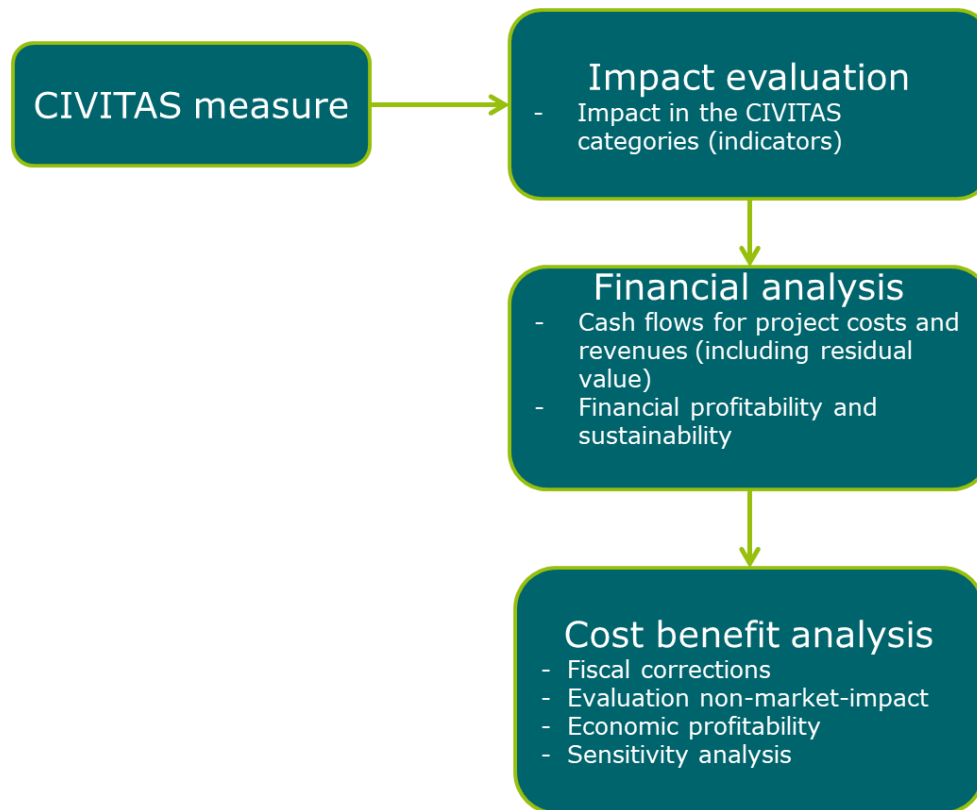 CIVITAS measure
Impact evaluation
- Impact in the CIVITAS
categories (indicators)
Financial analysis
- Cash flows for project costs and
revenues (including residual
value)
- Financial profitability and
sustainability
Cost benefit analysis
- Fiscal corrections
- Evaluation non-market-impact
- Economic profitability
- Sensitivity analysis